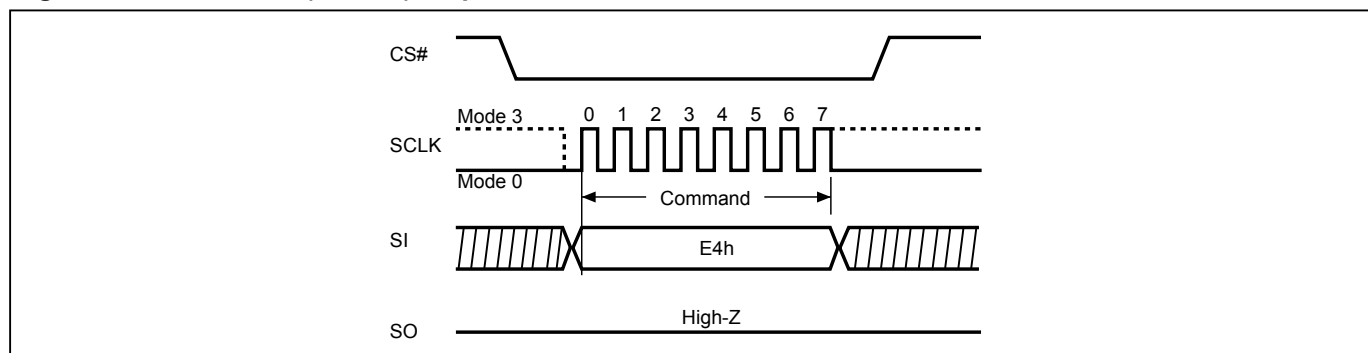 CS#
Mode 3
0 1 2 3 4 5 6 7
SCLK
Mode 0
Command
SI
E4h
High-Z
SO